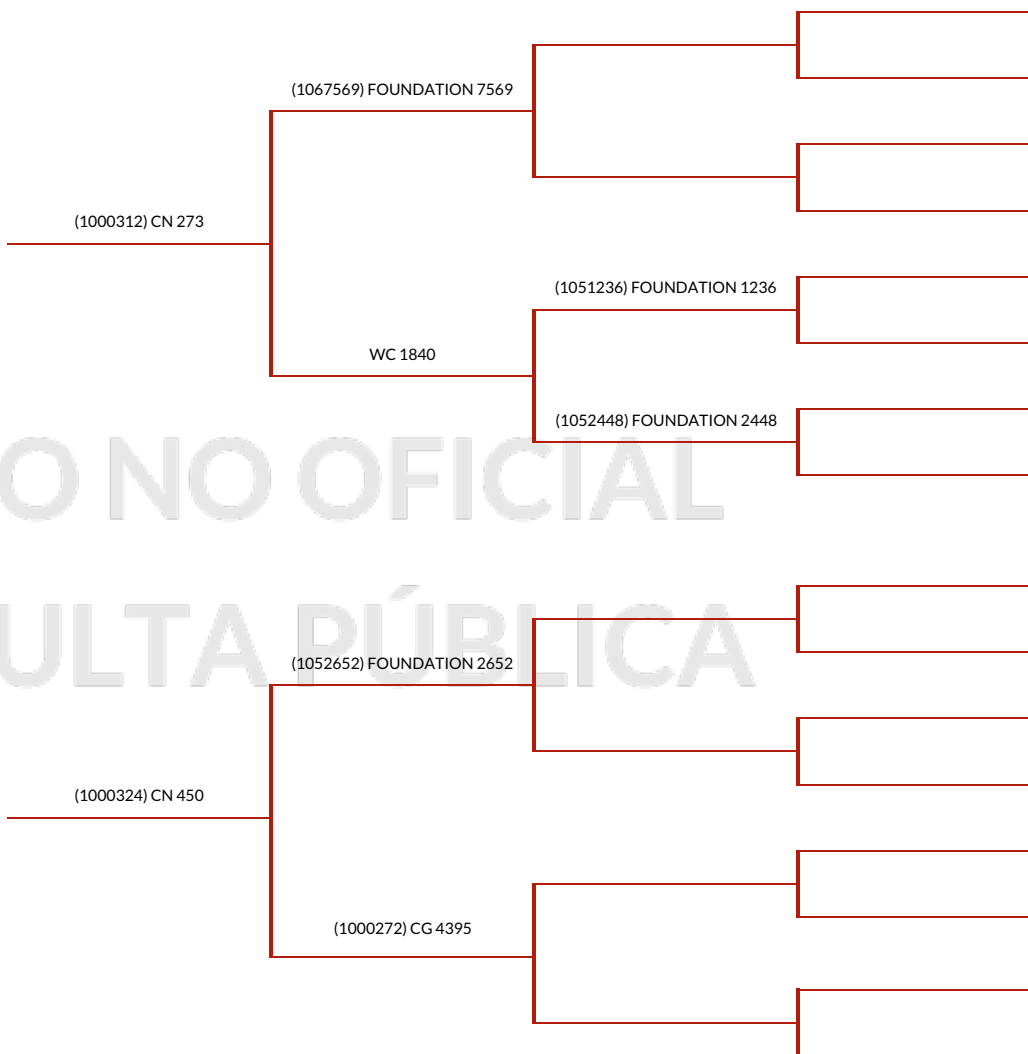 (1067569) FOUNDATION 7569
(1000312) CN 273
(1051236) FOUNDATION 1236
WC 1840
(1052448) FOUNDATION 2448
O NO OFICIAL
ULTA PÚBLICA
(1052652) FOUNDATION 2652
(1000324) CN 450
(1000272) CG 4395